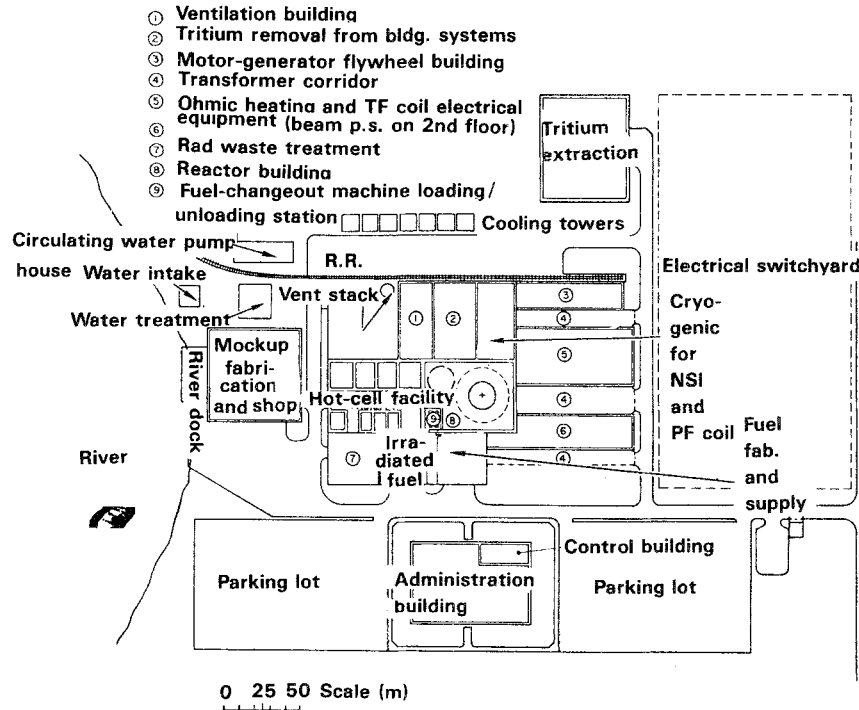 ① Ventilation building
② Tritium removal from bldg. systems
③ Motor-generator flywheel building
④ Transformer corridor
⑤ Ohmic heating and TF coil electrical
⑥ equipment (beam p.s. on 2nd floor)
⑦ Rad waste treatment
⑧ Reactor building
⑨ Fuel-changeout machine loading/
unloading station
Tritium
extraction
Cooling towers
Circulating water pump
house
Water intake
R.R.
Vent stack
Water treatment
Electrical switchyard
Cryo-
genic
for
NSI
and
PF coil
Mockup
fabri-
cation
and shop
River dock
River
Hot-cell facility
①
②
③
④
⑤
④
⑥
④
⑦
⑨
⑧
Irra-
diated
fuel
Fuel
fab.
and
supply
Control building
Parking lot
Administration
building
Parking lot
0 25 50 Scale (m)